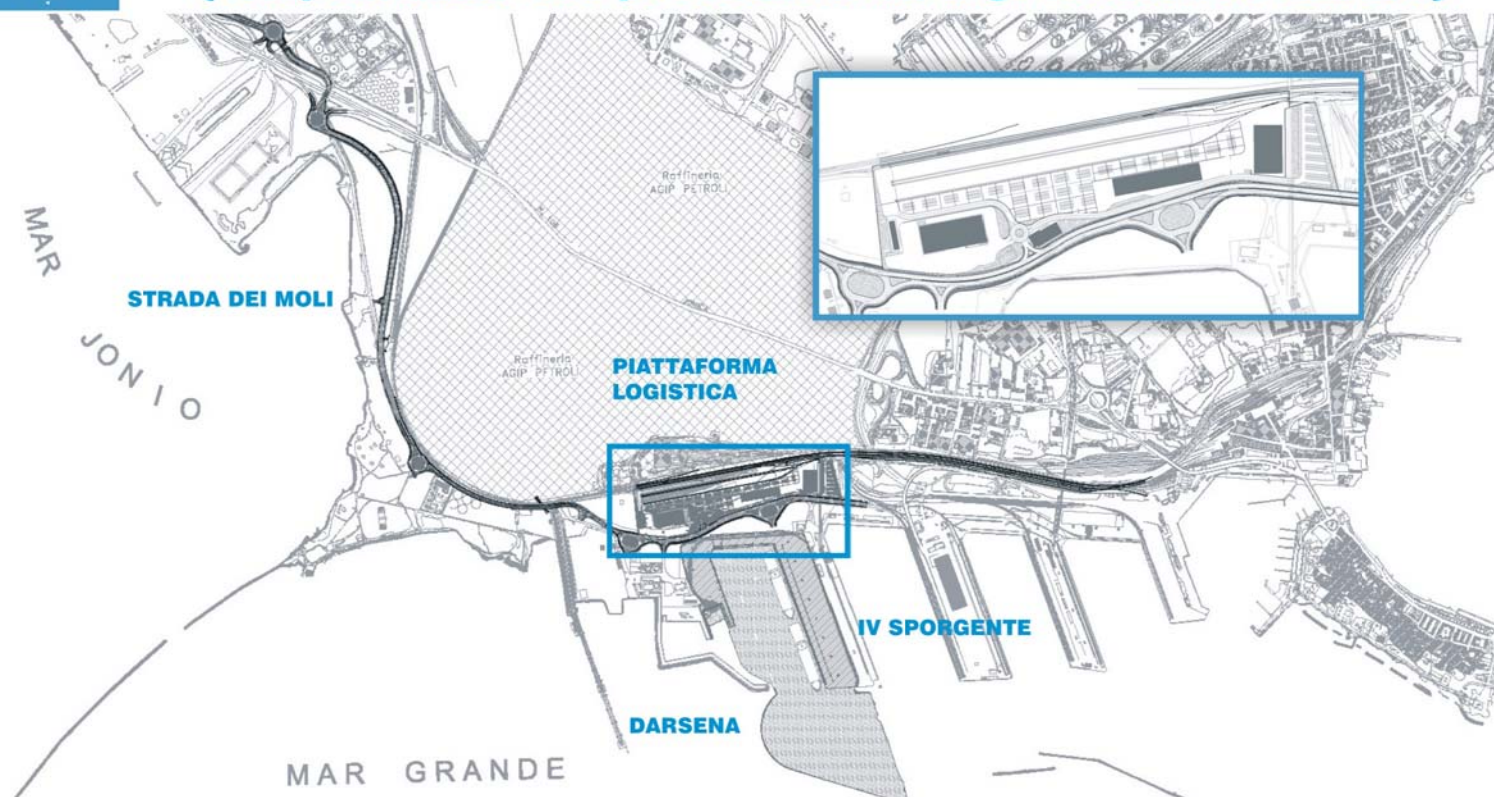 Raffineria
AGIP PETROLI
MAR
JONIO
STRADA DEI MOLI
Raffineria
AGIP PETROLI
PIATTAFORMA
LOGISTICA
IV SPORGENTE
DARSENA
MAR GRANDE